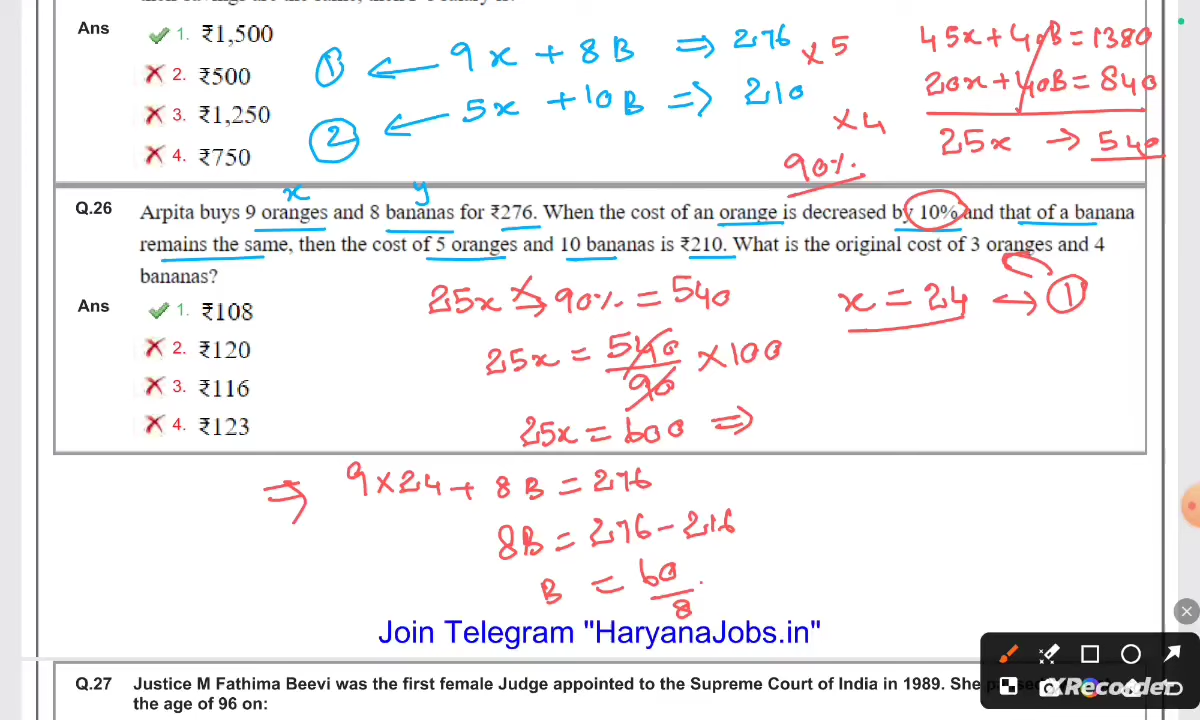 Ans
1. ₹1,500
2. ₹500
3. ₹1,250
4. ₹750
① ← 9x + 8B ⇒ 276 × 5
② ← 5x + 10B ⇒ 210
× 4
90%
45x + 40B = 1380
20x + 40B = 840
25x → 540
x y
Q.26 Arpita buys 9 oranges and 8 bananas for ₹276. When the cost of an orange is decreased by 10% and that of a banana
remains the same, then the cost of 5 oranges and 10 bananas is ₹210. What is the original cost of 3 oranges and 4
bananas?
Ans
1. ₹108
2. ₹120
3. ₹116
4. ₹123
25x → 90% = 540
25x = 540/90 × 100
25x = 600 ⇒
x = 24 ↔ ①
⇒ 9 × 24 + 8B = 276
8B = 276 - 216
B = 60/8
Join Telegram "HaryanaJobs.in"
Q.27 Justice M Fathima Beevi was the first female Judge appointed to the Supreme Court of India in 1989. She
the age of 96 on:
XRecorder